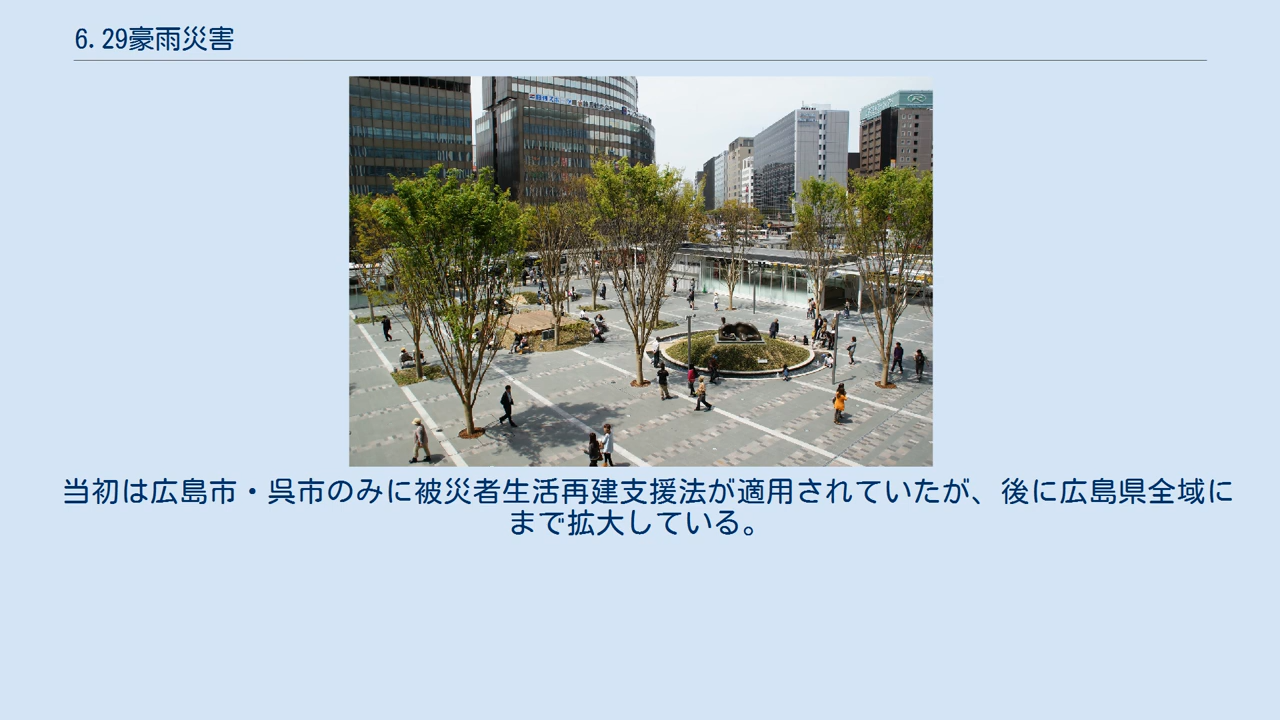 6.29豪雨災害
当初は広島市・呉市のみに被災者生活再建支援法が適用されていたが、後に広島県全域に
まで拡大している。